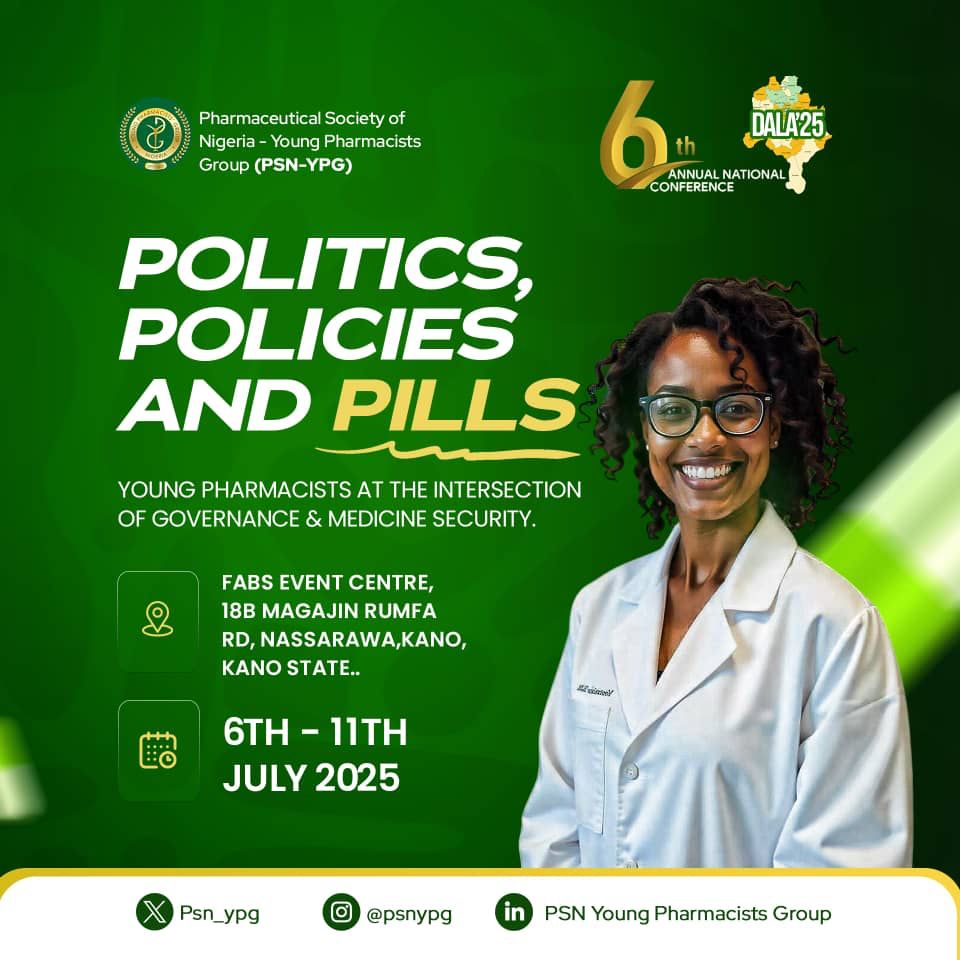 Pharmaceutical Society of
Nigeria - Young Pharmacists
Group (PSN-YPG)
6th
ANNUAL NATIONAL
CONFERENCE
DALA'25
POLITICS,
POLICIES
AND PILLS
YOUNG PHARMACISTS AT THE INTERSECTION
OF GOVERNANCE & MEDICINE SECURITY.
FABS EVENT CENTRE,
18B MAGAJIN RUMFA
RD, NASSARAWA,KANO,
KANO STATE..
6TH - 11TH
JULY 2025
Psn_ypg
@psnypg
in
PSN Young Pharmacists Group